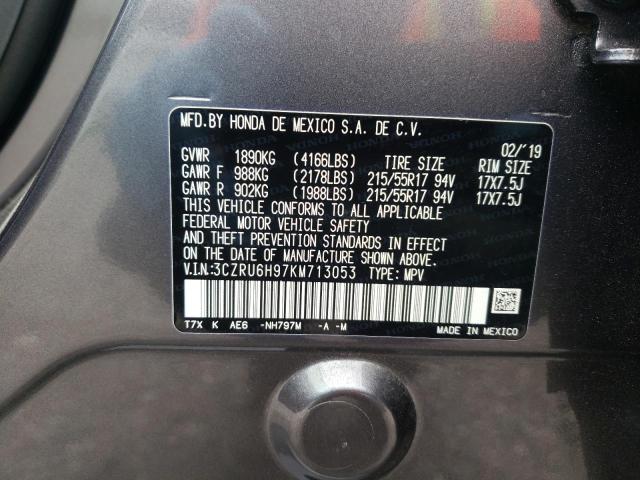 MFD.BY HONDA DE MEXICO S.A. DE C.V.
02/'19
GVWR 1890KG (4166LBS) TIRE SIZE RIM SIZE
GAWR F 988KG (2178LBS) 215/55R17 94V 17X7.5J
GAWR R 902KG (1988LBS) 215/55R17 94V 17X7.5J
THIS VEHICLE CONFORMS TO ALL APPLICABLE
FEDERAL MOTOR VEHICLE SAFETY
AND THEFT PREVENTION STANDARDS IN EFFECT
ON THE DATE OF MANUFACTURE SHOWN ABOVE.
V.I.N:3CZRU6H97KM713053 TYPE: MPV
T7X K AE6 -NH797M -A -M
MADE IN MEXICO